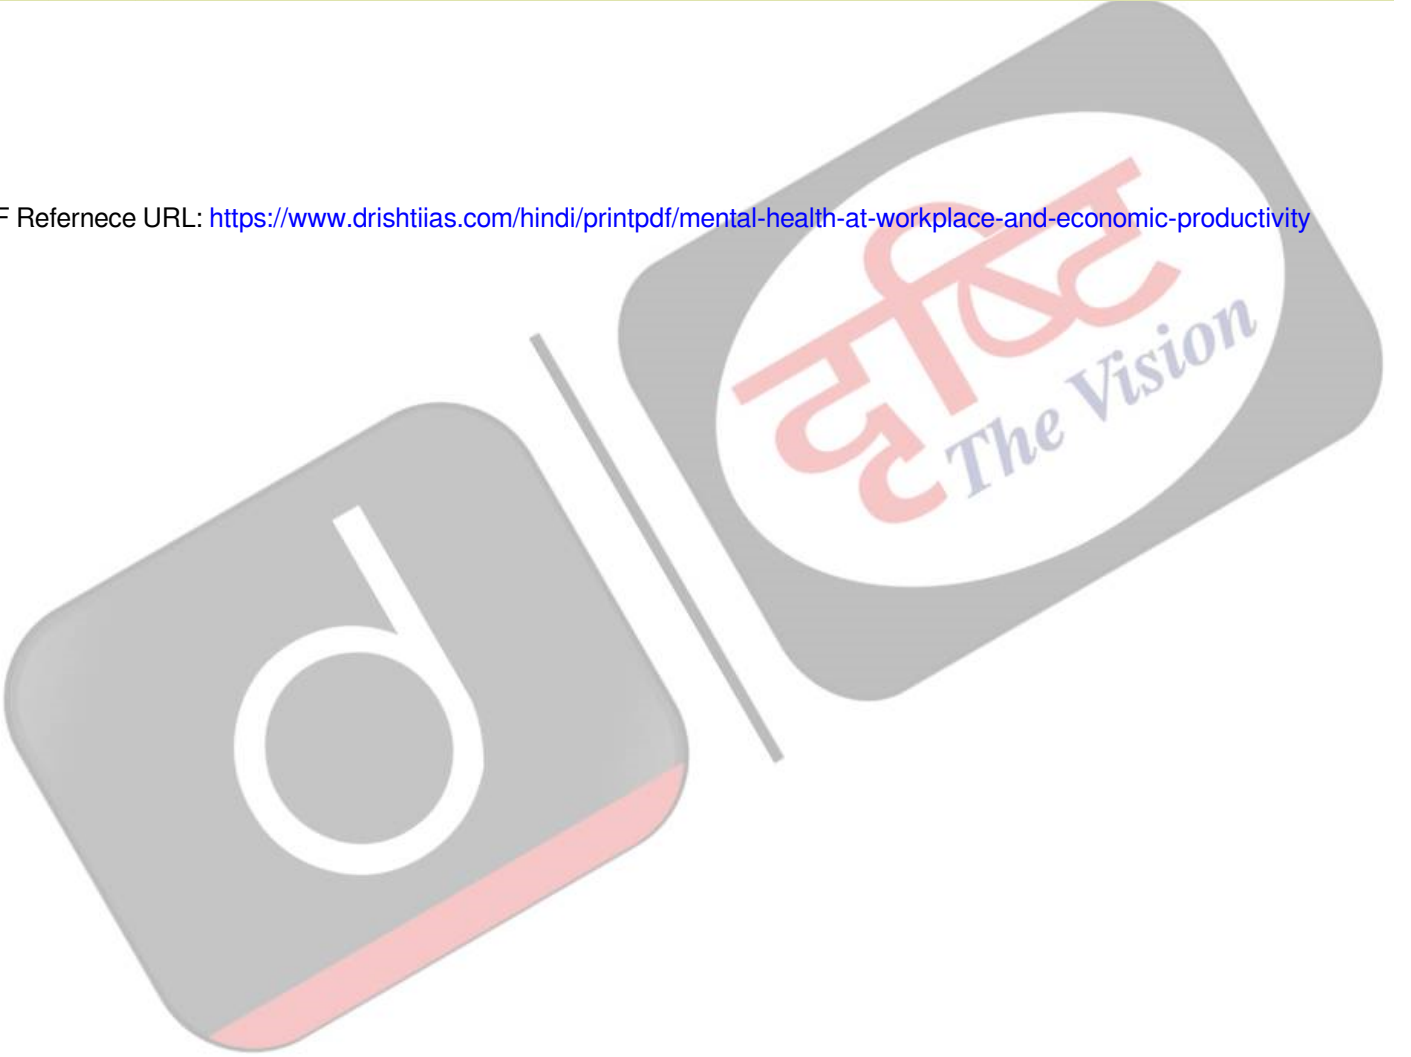 F Refernece URL: https://www.drishtiias.com/hindi/printpdf/mental-health-at-workplace-and-economic-productivity
दृष्टि
The Vision
d